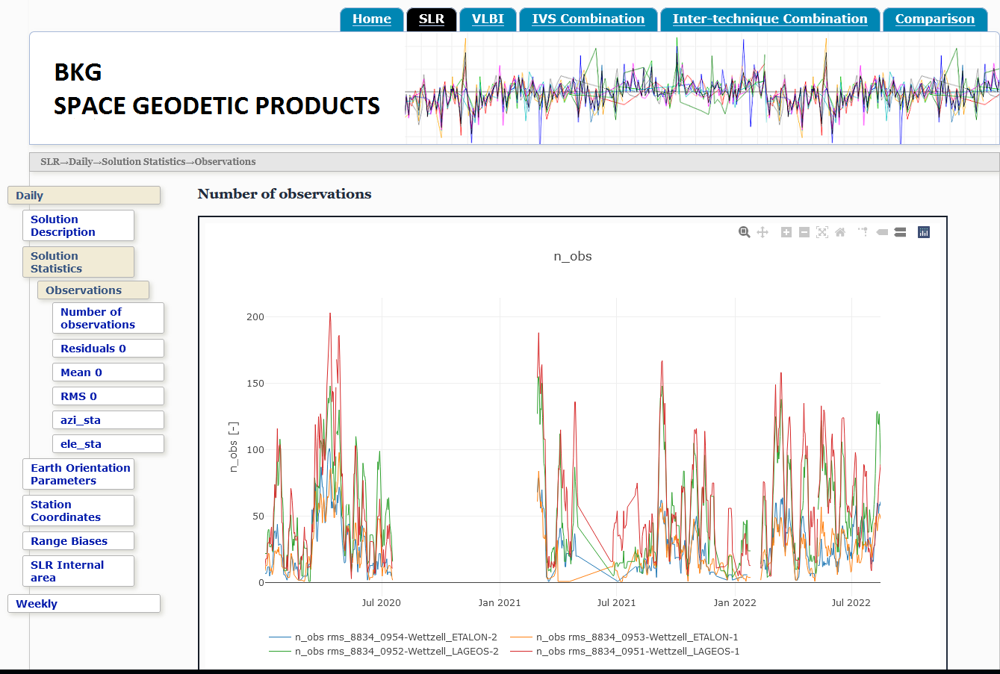 Home
SLR
VLBI
IVS Combination
Inter-technique Combination
Comparison
BKG
SPACE GEODETIC PRODUCTS
SLR→Daily→Solution Statistics→Observations
Daily
Solution
Description
Solution
Statistics
Observations
Number of
observations
Residuals 0
Mean 0
RMS 0
azi_sta
ele_sta
Earth Orientation
Parameters
Station
Coordinates
Range Biases
SLR Internal
area
Weekly
Number of observations
n_obs
n_obs [-]
200
150
100
50
0
Jul 2020
Jan 2021
Jul 2021
Jan 2022
Jul 2022
n_obs rms_8834_0954-Wettzell_ETALON-2
n_obs rms_8834_0953-Wettzell_ETALON-1
n_obs rms_8834_0952-Wettzell_LAGEOS-2
n_obs rms_8834_0951-Wettzell_LAGEOS-1